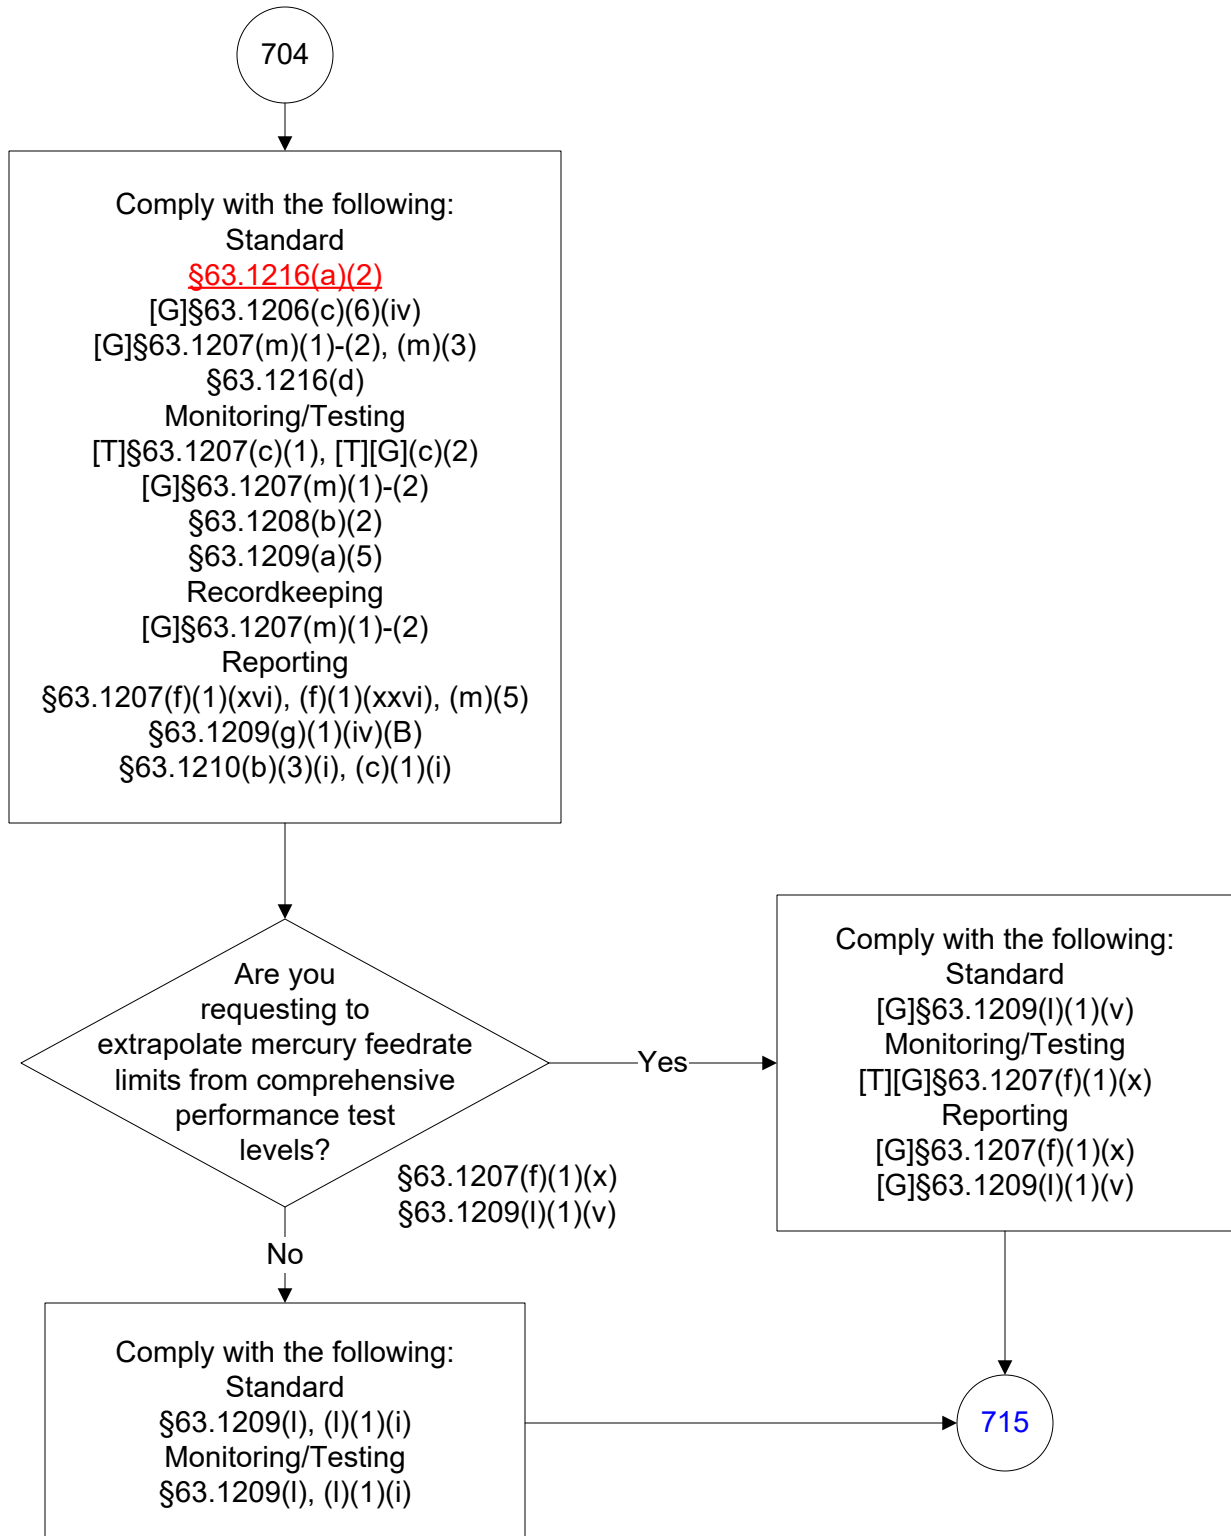 704
Comply with the following:
Standard
§63.1216(a)(2)
[G]§63.1206(c)(6)(iv)
[G]§63.1207(m)(1)-(2), (m)(3)
§63.1216(d)
Monitoring/Testing
[T]§63.1207(c)(1), [T][G](c)(2)
[G]§63.1207(m)(1)-(2)
§63.1208(b)(2)
§63.1209(a)(5)
Recordkeeping
[G]§63.1207(m)(1)-(2)
Reporting
§63.1207(f)(1)(xvi), (f)(1)(xxvi), (m)(5)
§63.1209(g)(1)(iv)(B)
§63.1210(b)(3)(i), (c)(1)(i)
Are you
requesting to
extrapolate mercury feedrate
limits from comprehensive
performance test
levels?
§63.1207(f)(1)(x)
§63.1209(l)(1)(v)
Yes
Comply with the following:
Standard
[G]§63.1209(l)(1)(v)
Monitoring/Testing
[T][G]§63.1207(f)(1)(x)
Reporting
[G]§63.1207(f)(1)(x)
[G]§63.1209(l)(1)(v)
No
Comply with the following:
Standard
§63.1209(l), (l)(1)(i)
Monitoring/Testing
§63.1209(l), (l)(1)(i)
715